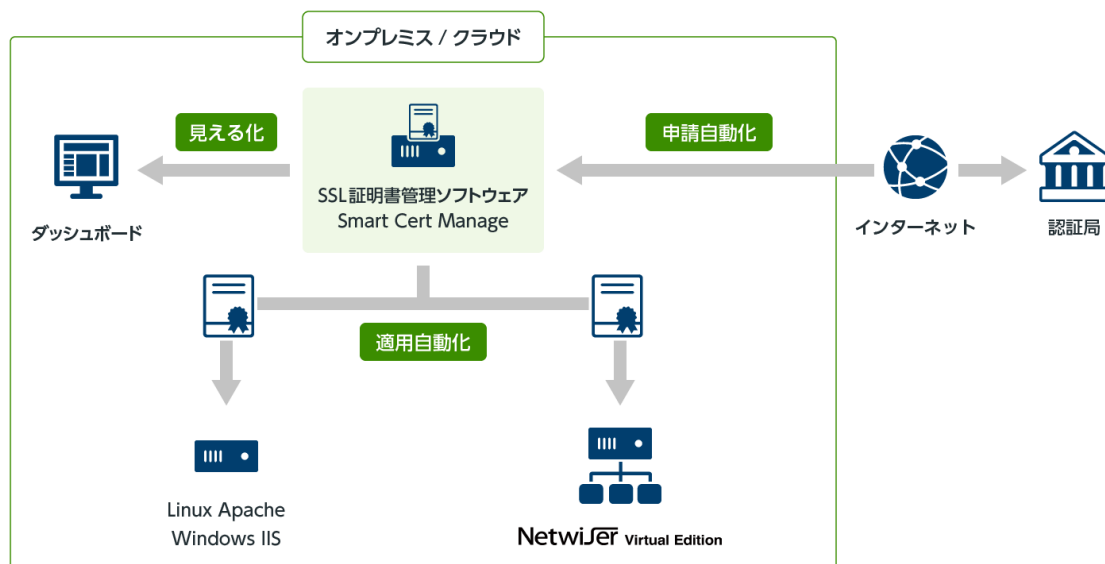 オンプレミス / クラウド
見える化
申請自動化
SSL証明書管理ソフトウェア
Smart Cert Manage
ダッシュボード
インターネット
認証局
適用自動化
Linux Apache
Windows IIS
Netwiser Virtual Edition